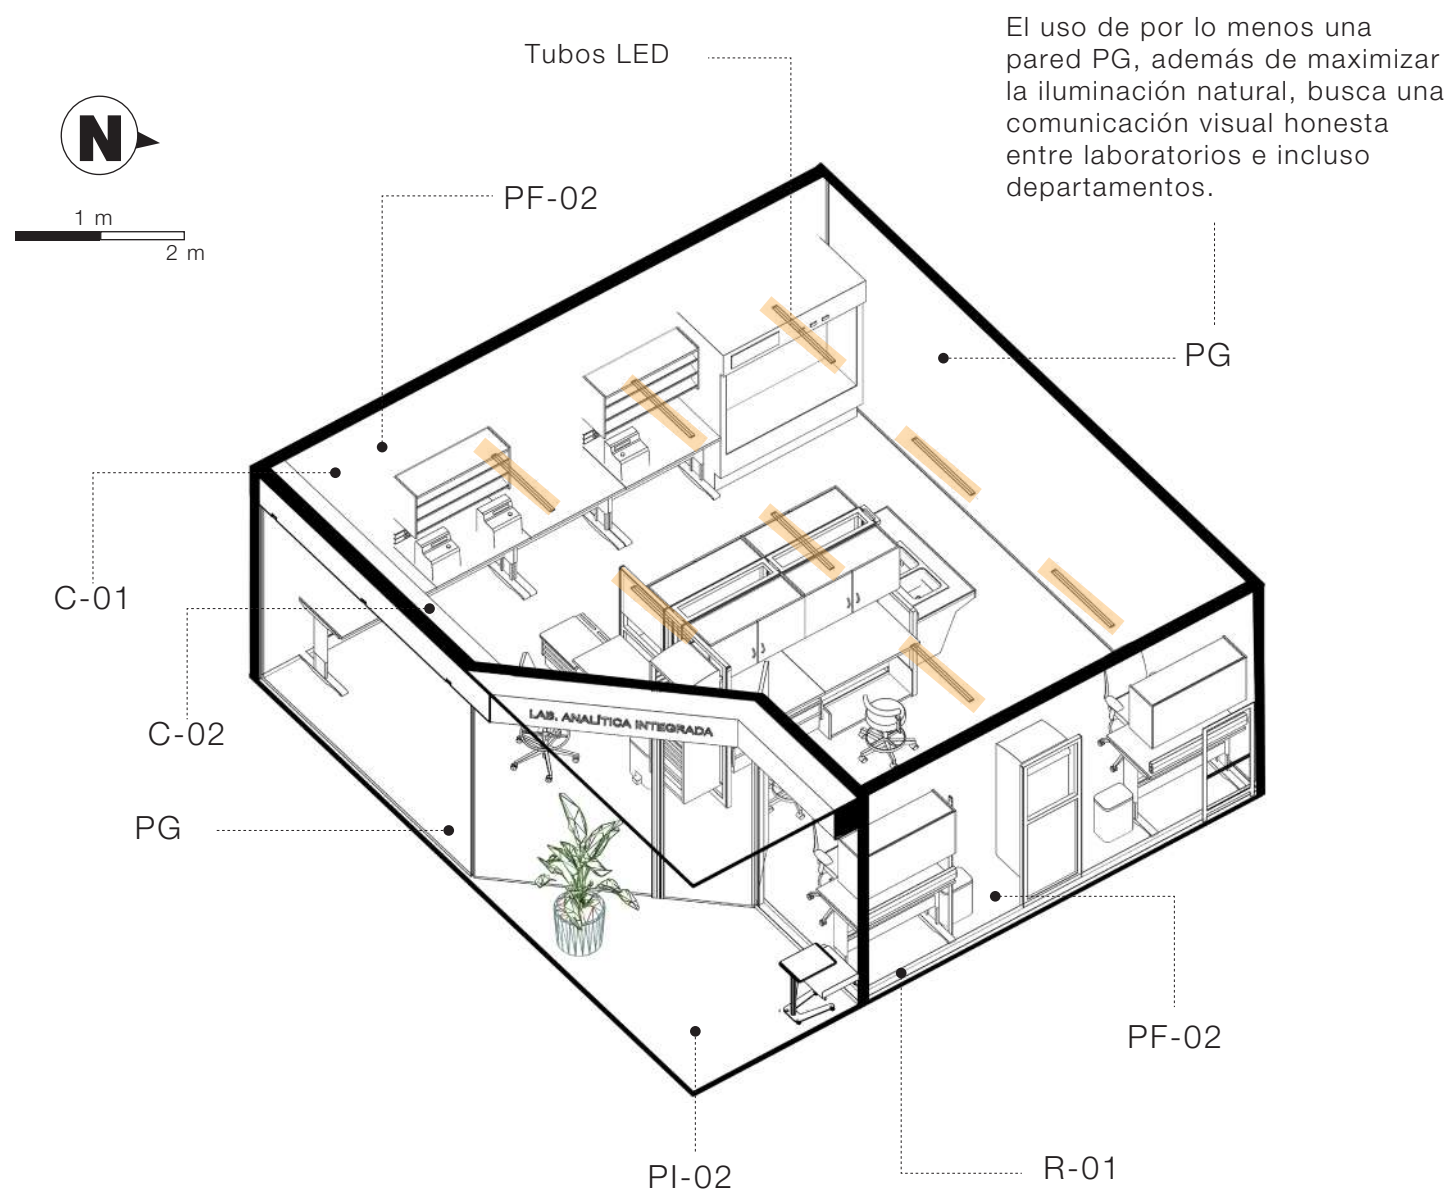 El uso de por lo menos una
pared PG, además de maximizar
la iluminación natural, busca una
comunicación visual honesta
entre laboratorios e incluso
departamentos.
Tubos LED
N
PF-02
1 m
2 m
PG
C-01
C-02
LAB. ANALÍTICA INTEGRADA
PG
PF-02
R-01
PI-02